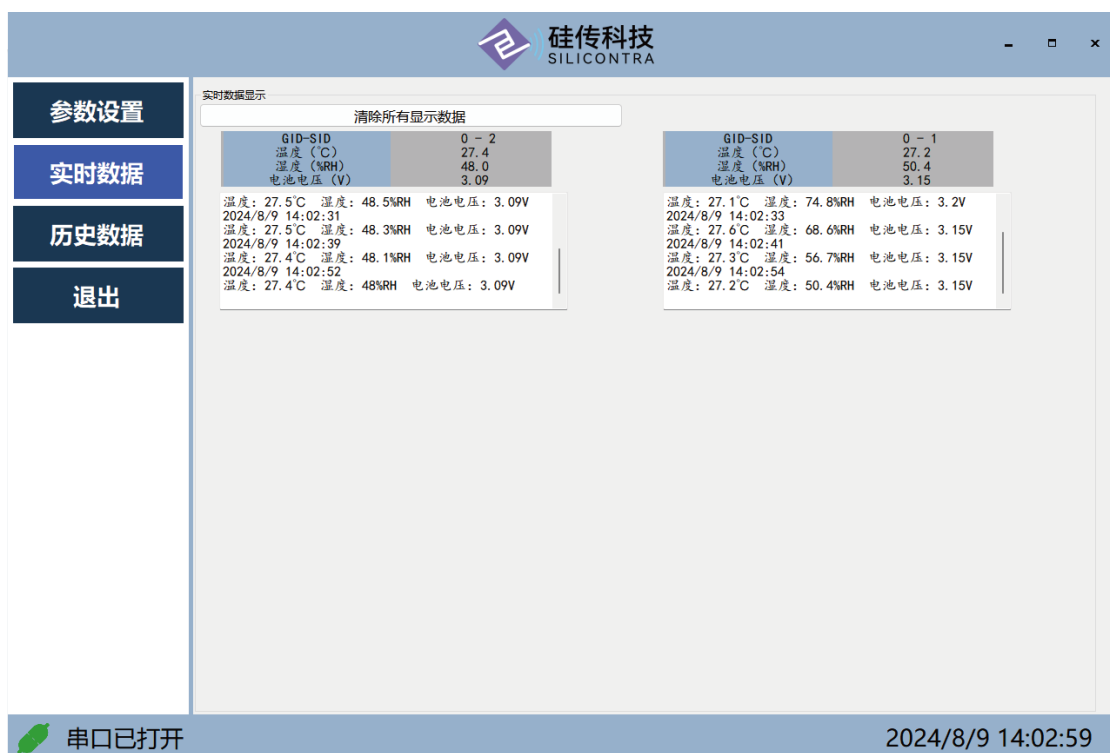 硅传科技
SILICONTRA
参数设置
实时数据
历史数据
退出
实时数据显示
清除所有显示数据
GID-SID 0 - 2
温度（℃） 27.4
湿度（%RH） 48.0
电池电压（V） 3.09
温度: 27.5℃ 湿度: 48.5%RH 电池电压: 3.09V
2024/8/9 14:02:31
温度: 27.5℃ 湿度: 48.3%RH 电池电压: 3.09V
2024/8/9 14:02:39
温度: 27.4℃ 湿度: 48.1%RH 电池电压: 3.09V
2024/8/9 14:02:52
温度: 27.4℃ 湿度: 48%RH 电池电压: 3.09V
GID-SID 0 - 1
温度（℃） 27.2
湿度（%RH） 50.4
电池电压（V） 3.15
温度: 27.1℃ 湿度: 74.8%RH 电池电压: 3.2V
2024/8/9 14:02:33
温度: 27.6℃ 湿度: 68.6%RH 电池电压: 3.15V
2024/8/9 14:02:41
温度: 27.3℃ 湿度: 56.7%RH 电池电压: 3.15V
2024/8/9 14:02:54
温度: 27.2℃ 湿度: 50.4%RH 电池电压: 3.15V
串口已打开
2024/8/9 14:02:59